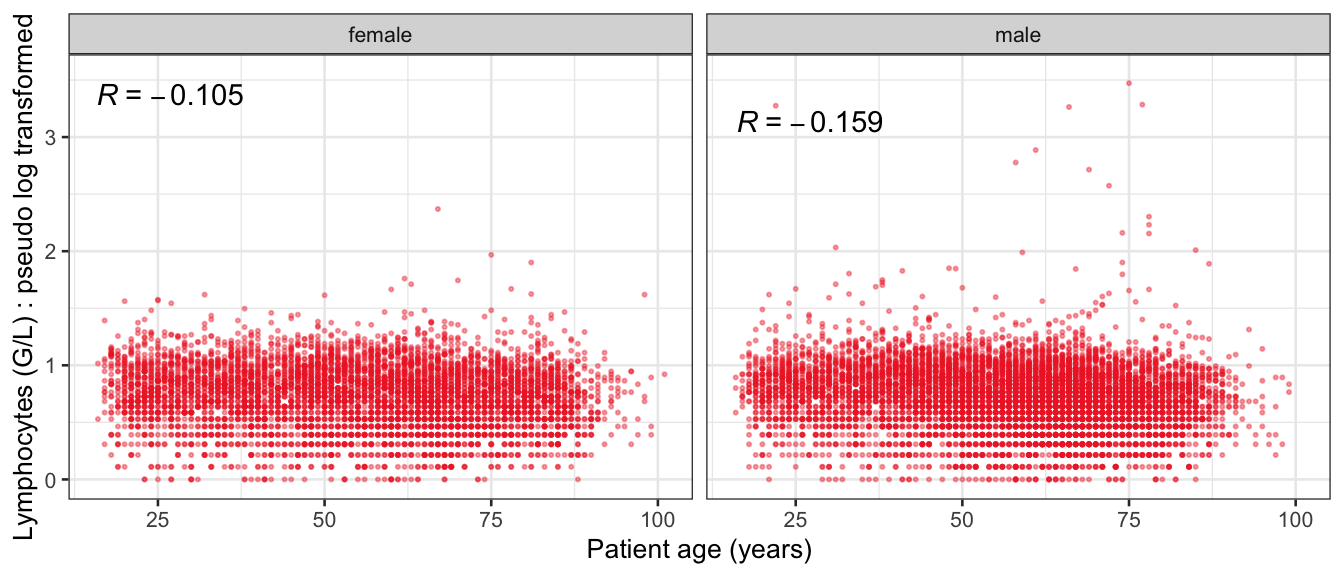 female
male
Lymphocytes (G/L) : pseudo log transformed
R = −0.105
R = −0.159
3
2
1
0
25 50 75 100
25 50 75 100
Patient age (years)